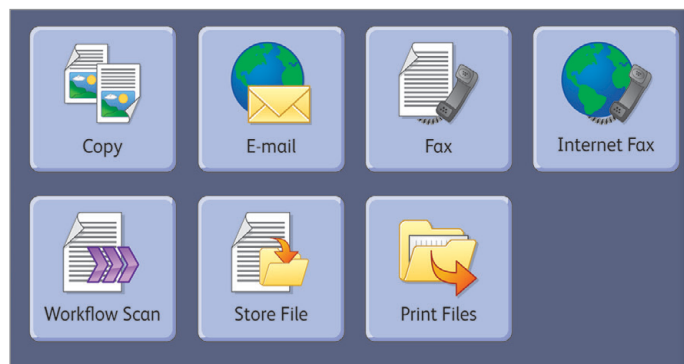 Copy
E-mail
Fax
Internet Fax
Workflow Scan
Store File
Print Files